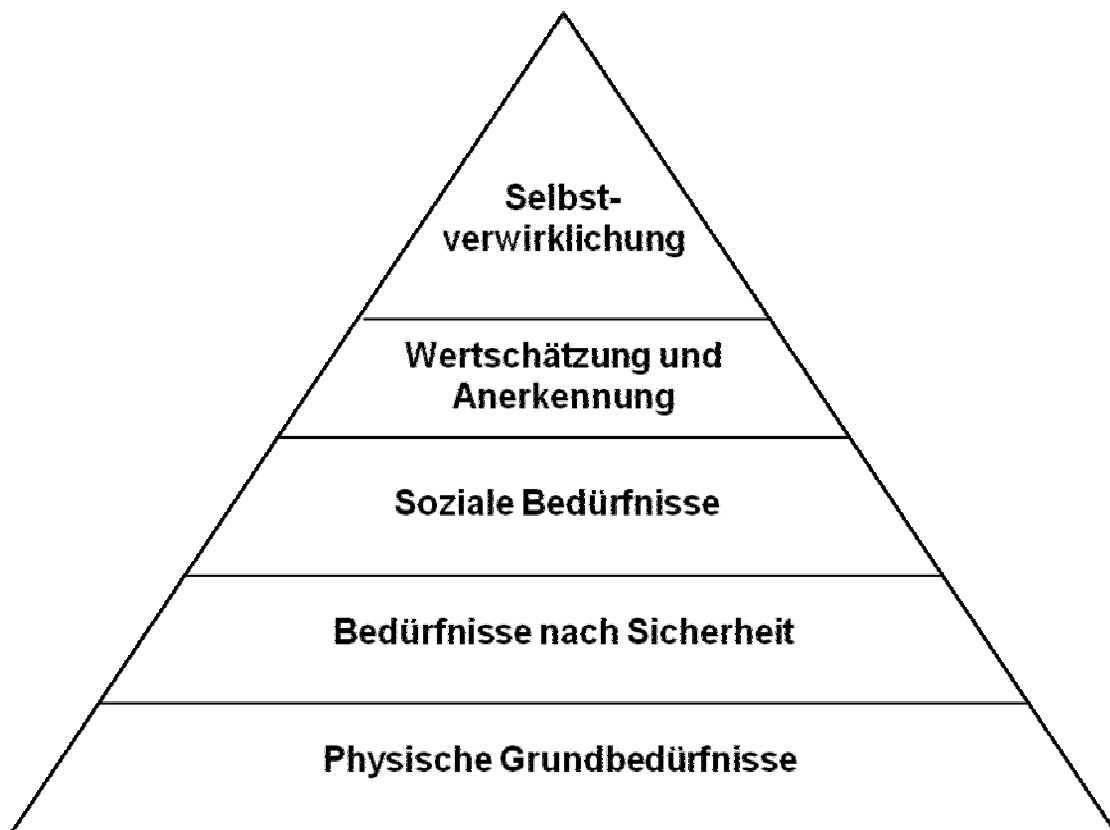 Selbst-
verwirklichung
Wertschätzung und
Anerkennung
Soziale Bedürfnisse
Bedürfnisse nach Sicherheit
Physische Grundbedürfnisse